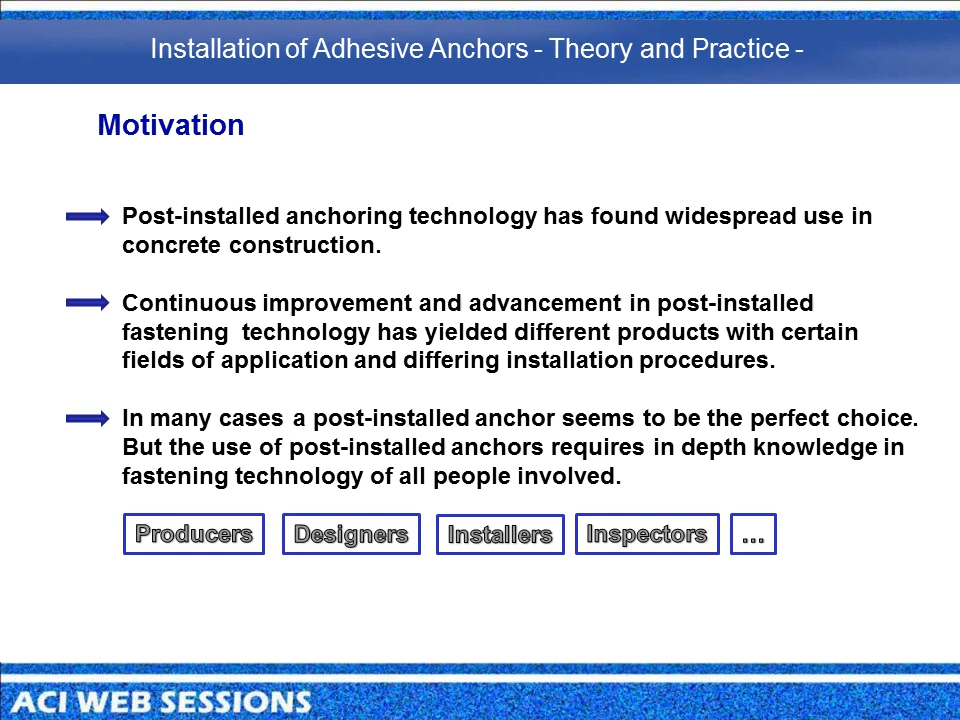 Installation of Adhesive Anchors - Theory and Practice -
Motivation
Post-installed anchoring technology has found widespread use in
concrete construction.
Continuous improvement and advancement in post-installed
fastening  technology has yielded different products with certain
fields of application and differing installation procedures.
In many cases a post-installed anchor seems to be the perfect choice.
But the use of post-installed anchors requires in depth knowledge in
fastening technology of all people involved.
Producers Designers Installers Inspectors ...
ACI WEB SESSIONS